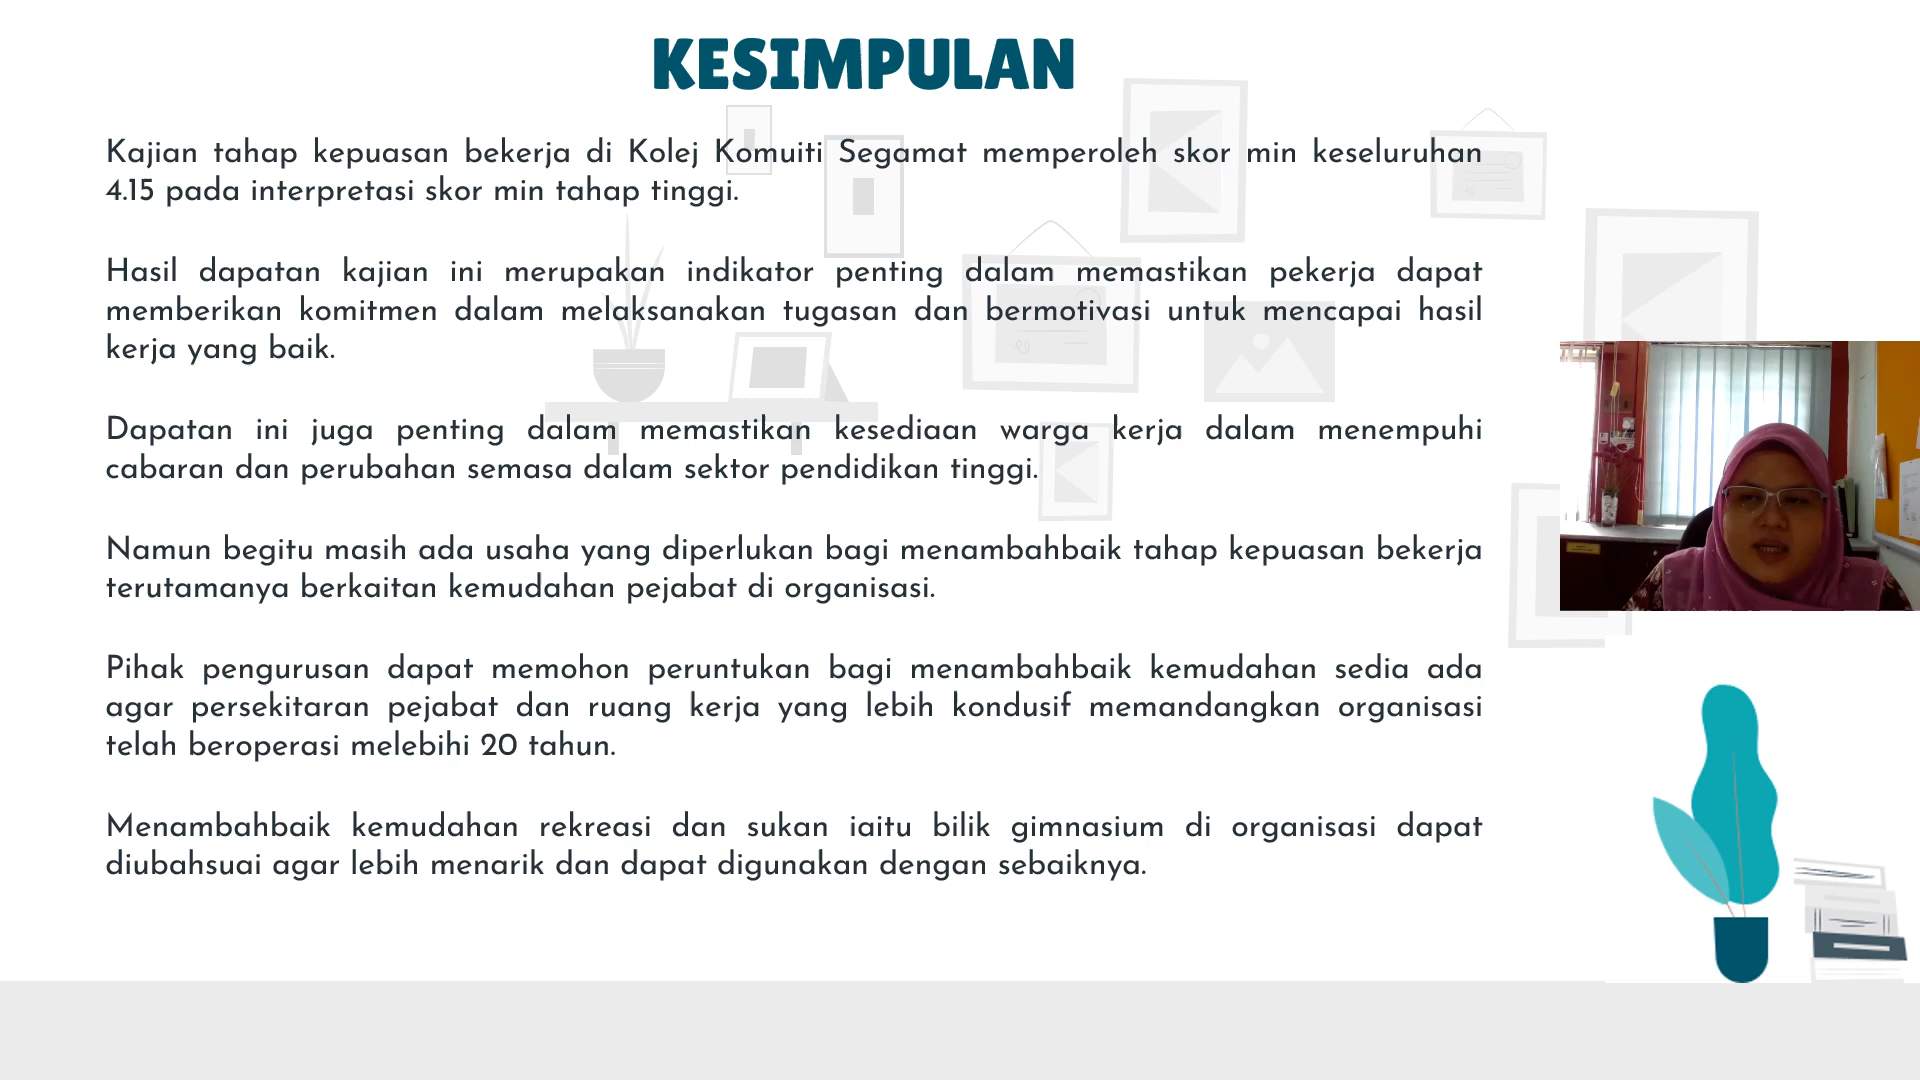 KESIMPULAN
Kajian tahap kepuasan bekerja di Kolej Komuiti Segamat memperoleh skor min keseluruhan
4.15 pada interpretasi skor min tahap tinggi.
Hasil dapatan kajian ini merupakan indikator penting dalam memastikan pekerja dapat
memberikan komitmen dalam melaksanakan tugasan dan bermotivasi untuk mencapai hasil
kerja yang baik.
Dapatan ini juga penting dalam memastikan kesediaan warga kerja dalam menempuhi
cabaran dan perubahan semasa dalam sektor pendidikan tinggi.
Namun begitu masih ada usaha yang diperlukan bagi menambahbaik tahap kepuasan bekerja
terutamanya berkaitan kemudahan pejabat di organisasi.
Pihak pengurusan dapat memohon peruntukan bagi menambahbaik kemudahan sedia ada
agar persekitaran pejabat dan ruang kerja yang lebih kondusif memandangkan organisasi
telah beroperasi melebihi 20 tahun.
Menambahbaik kemudahan rekreasi dan sukan iaitu bilik gimnasium di organisasi dapat
diubahsuai agar lebih menarik dan dapat digunakan dengan sebaiknya.